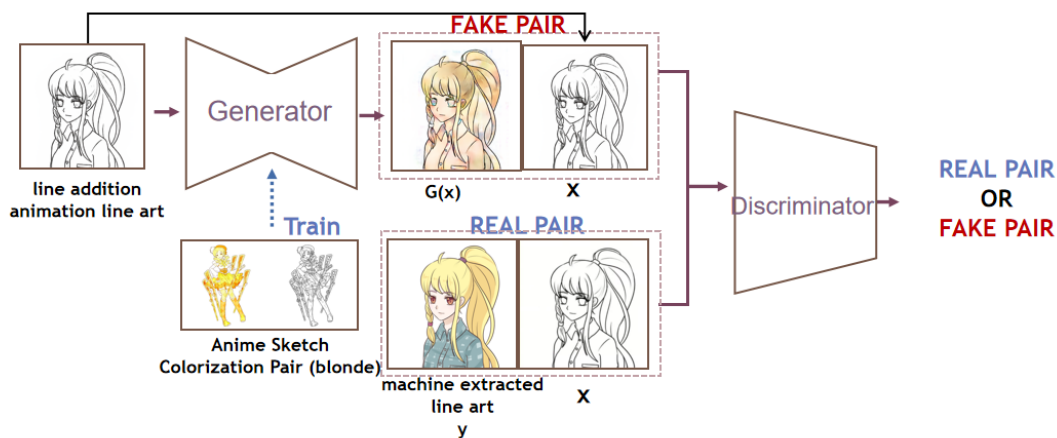 FAKE PAIR
Generator
line addition
animation line art
G(x)
X
Train
REAL PAIR
Discriminator
REAL PAIR
OR
FAKE PAIR
Anime Sketch
Colorization Pair (blonde)
machine extracted
line art
y
X